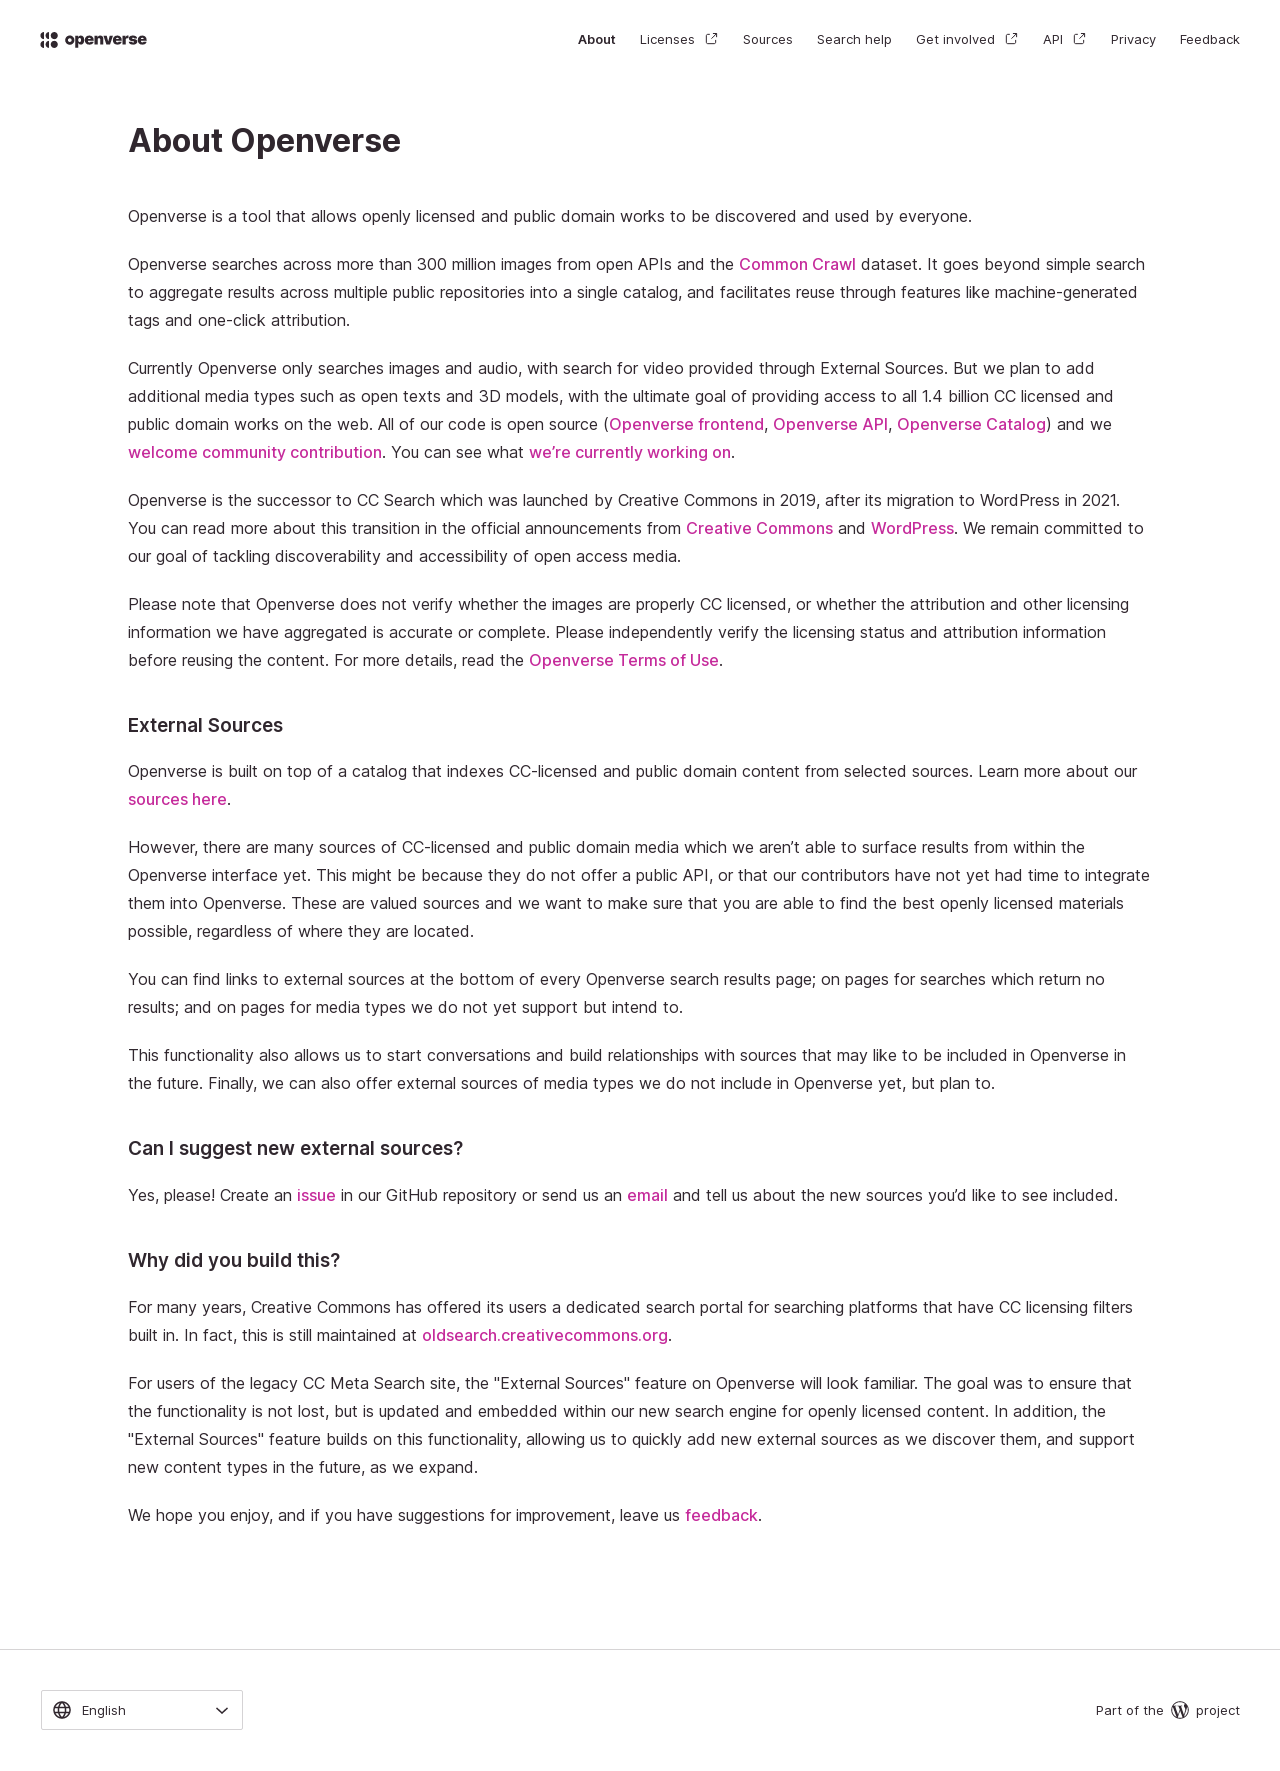 openverse
About Licenses Sources Search help Get involved API Privacy Feedback
About Openverse
Openverse is a tool that allows openly licensed and public domain works to be discovered and used by everyone.
Openverse searches across more than 300 million images from open APIs and the Common Crawl dataset. It goes beyond simple search
to aggregate results across multiple public repositories into a single catalog, and facilitates reuse through features like machine-generated
tags and one-click attribution.
Currently Openverse only searches images and audio, with search for video provided through External Sources. But we plan to add
additional media types such as open texts and 3D models, with the ultimate goal of providing access to all 1.4 billion CC licensed and
public domain works on the web. All of our code is open source (Openverse frontend, Openverse API, Openverse Catalog) and we
welcome community contribution. You can see what we’re currently working on.
Openverse is the successor to CC Search which was launched by Creative Commons in 2019, after its migration to WordPress in 2021.
You can read more about this transition in the official announcements from Creative Commons and WordPress. We remain committed to
our goal of tackling discoverability and accessibility of open access media.
Please note that Openverse does not verify whether the images are properly CC licensed, or whether the attribution and other licensing
information we have aggregated is accurate or complete. Please independently verify the licensing status and attribution information
before reusing the content. For more details, read the Openverse Terms of Use.
External Sources
Openverse is built on top of a catalog that indexes CC-licensed and public domain content from selected sources. Learn more about our
sources here.
However, there are many sources of CC-licensed and public domain media which we aren’t able to surface results from within the
Openverse interface yet. This might be because they do not offer a public API, or that our contributors have not yet had time to integrate
them into Openverse. These are valued sources and we want to make sure that you are able to find the best openly licensed materials
possible, regardless of where they are located.
You can find links to external sources at the bottom of every Openverse search results page; on pages for searches which return no
results; and on pages for media types we do not yet support but intend to.
This functionality also allows us to start conversations and build relationships with sources that may like to be included in Openverse in
the future. Finally, we can also offer external sources of media types we do not include in Openverse yet, but plan to.
Can I suggest new external sources?
Yes, please! Create an issue in our GitHub repository or send us an email and tell us about the new sources you’d like to see included.
Why did you build this?
For many years, Creative Commons has offered its users a dedicated search portal for searching platforms that have CC licensing filters
built in. In fact, this is still maintained at oldsearch.creativecommons.org.
For users of the legacy CC Meta Search site, the "External Sources" feature on Openverse will look familiar. The goal was to ensure that
the functionality is not lost, but is updated and embedded within our new search engine for openly licensed content. In addition, the
"External Sources" feature builds on this functionality, allowing us to quickly add new external sources as we discover them, and support
new content types in the future, as we expand.
We hope you enjoy, and if you have suggestions for improvement, leave us feedback.
English
Part of the project